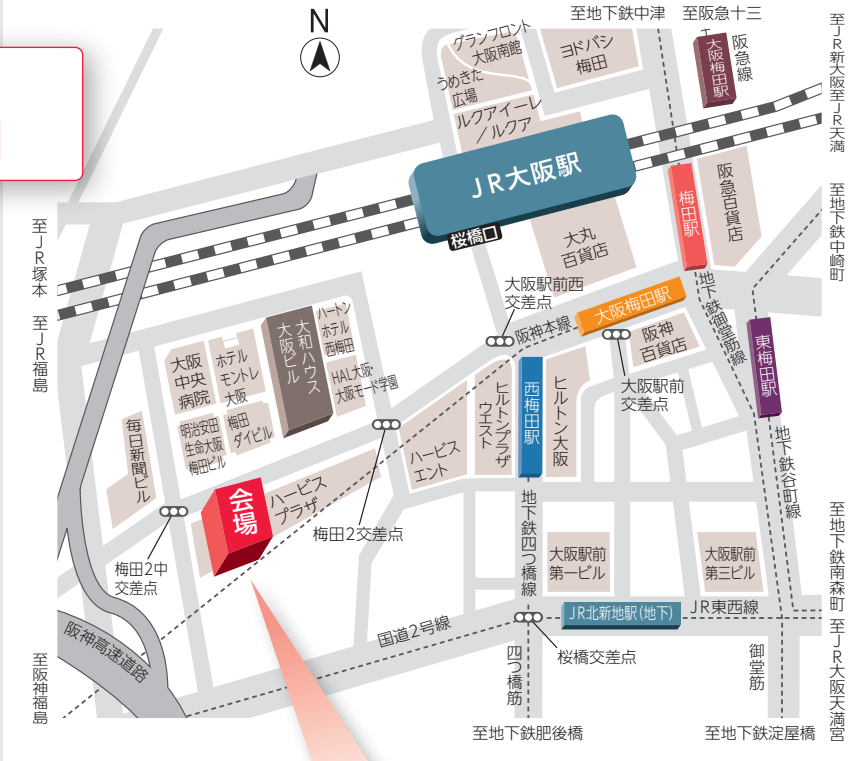 N
至地下鉄中津
至阪急十三
大阪梅田駅
阪急線
至JR新大阪
至JR天満
グランフロント
大阪南館
ヨドバシ
梅田
うめきた
広場
ルクアイーレ
/ルクア
JR大阪駅
桜橋口
梅田駅
阪急百貨店
大丸
百貨店
至地下鉄中崎町
至JR塚本
至JR福島
大阪駅前西
交差点
阪神本線
大阪梅田駅
阪神
百貨店
地下鉄御堂筋線
東梅田駅
大阪駅前
交差点
ハートン
ホテル
西梅田
大和ハウス
大阪ビル
HAL大阪・
大阪モード学園
大阪
中央
病院
ホテル
モントレ
大阪
明治安田
生命大阪
梅田ビル
梅田
ダイビル
毎日新聞ビル
西梅田駅
ヒルトンプラザ
ウエスト
ヒルトン大阪
ハービス
エント
ハービス
プラザ
会場
梅田2交差点
梅田2中
交差点
地下鉄四つ橋線
地下鉄谷町線
大阪駅前
第一ビル
大阪駅前
第三ビル
至地下鉄南森町
至JR大阪天満宮
JR北新地駅(地下)
JR東西線
国道2号線
阪神高速道路
桜橋交差点
四つ橋筋
御堂筋
至阪神福島
至地下鉄肥後橋
至地下鉄淀屋橋